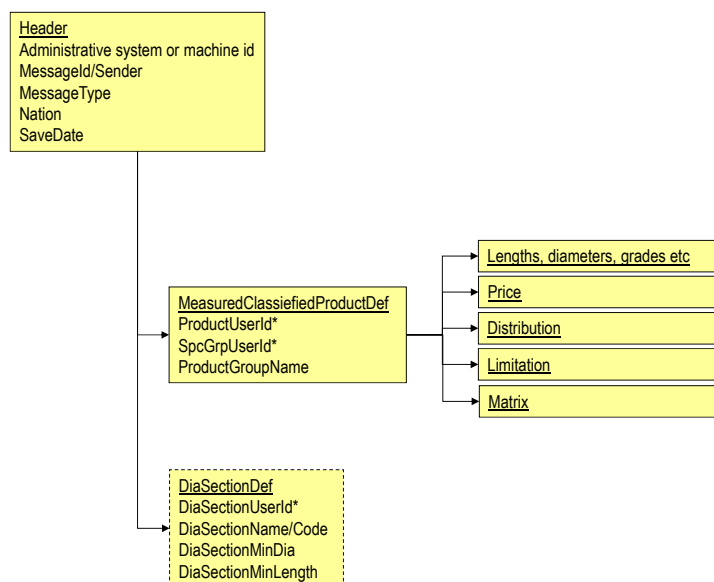 Header
Administrative system or machine id
MessageId/Sender
MessageType
Nation
SaveDate
MeasuredClassiefiedProductDef
ProductUserId*
SpcGrpUserId*
ProductGroupName
Lengths, diameters, grades etc
Price
Distribution
Limitation
Matrix
DiaSectionDef
DiaSectionUserId*
DiaSectionName/Code
DiaSectionMinDia
DiaSectionMinLength